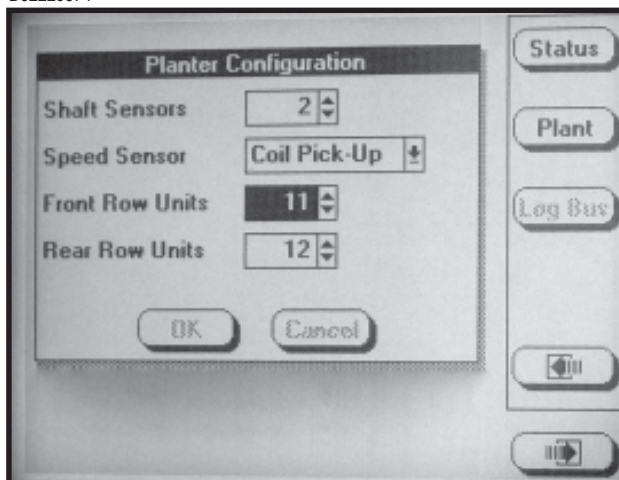 Planter Configuration
Shaft Sensors 2
Speed Sensor Coil Pick-Up
Front Row Units 11
Rear Row Units 12
OK Cancel
Status
Plant
Log Bus